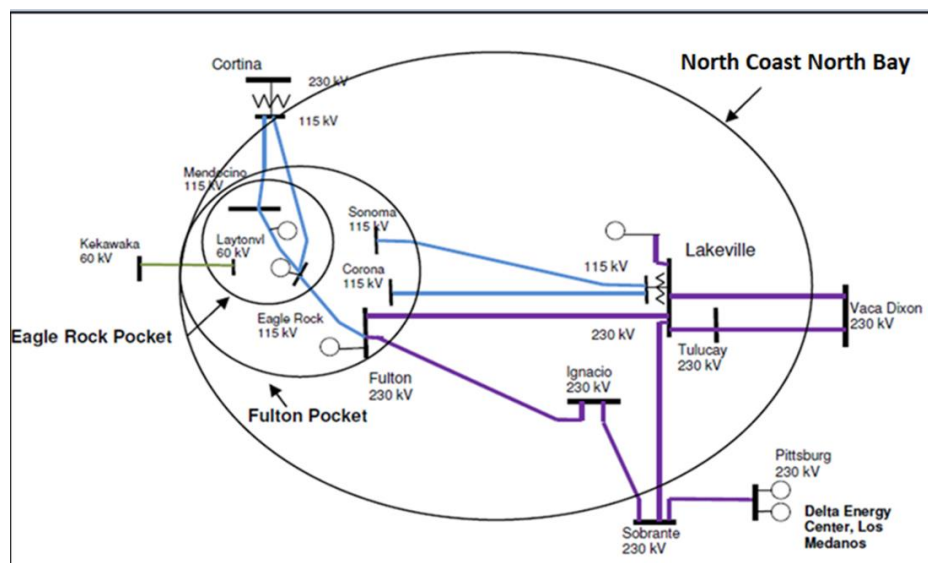 North Coast North Bay
Cortina
230 kV
115 kV
Mendocino
115 kV
Sonoma
115 kV
Laytonvl
60 kV
Kekawaka
60 kV
Lakeville
115 kV
Corona
115 kV
Eagle Rock
115 kV
Eagle Rock Pocket
Vaca Dixon
230 kV
230 kV
Tulucay
230 kV
Fulton
230 kV
Ignacio
230 kV
Fulton Pocket
Pittsburg
230 kV
Delta Energy
Center, Los
Medanos
Sobrante
230 kV